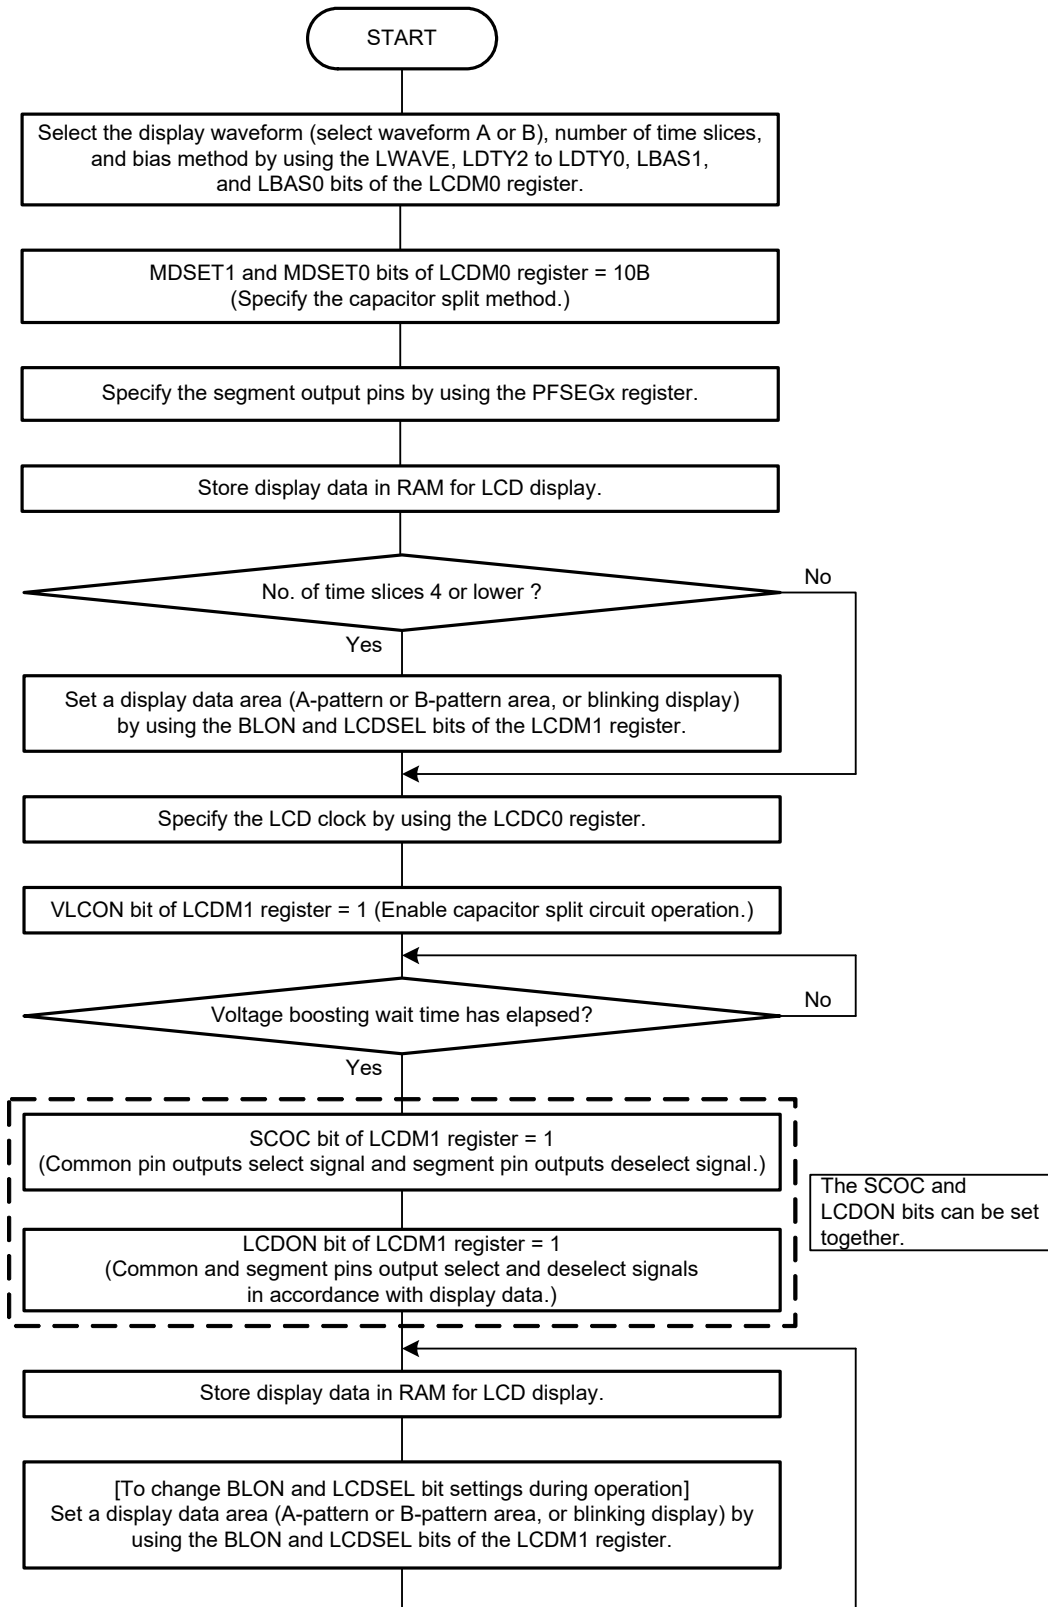 START
Select the display waveform (select waveform A or B), number of time slices,
and bias method by using the LWAVE, LDTY2 to LDTY0, LBAS1,
and LBAS0 bits of the LCDM0 register.
MDSET1 and MDSET0 bits of LCDM0 register = 10B
(Specify the capacitor split method.)
Specify the segment output pins by using the PFSEGx register.
Store display data in RAM for LCD display.
No. of time slices 4 or lower ?
No
Yes
Set a display data area (A-pattern or B-pattern area, or blinking display)
by using the BLON and LCDSEL bits of the LCDM1 register.
Specify the LCD clock by using the LCDC0 register.
VLCON bit of LCDM1 register = 1 (Enable capacitor split circuit operation.)
Voltage boosting wait time has elapsed?
No
Yes
SCOC bit of LCDM1 register = 1
(Common pin outputs select signal and segment pin outputs deselect signal.)
The SCOC and
LCDON bits can be set
together.
LCDON bit of LCDM1 register = 1
(Common and segment pins output select and deselect signals
in accordance with display data.)
Store display data in RAM for LCD display.
[To change BLON and LCDSEL bit settings during operation]
Set a display data area (A-pattern or B-pattern area, or blinking display) by
using the BLON and LCDSEL bits of the LCDM1 register.